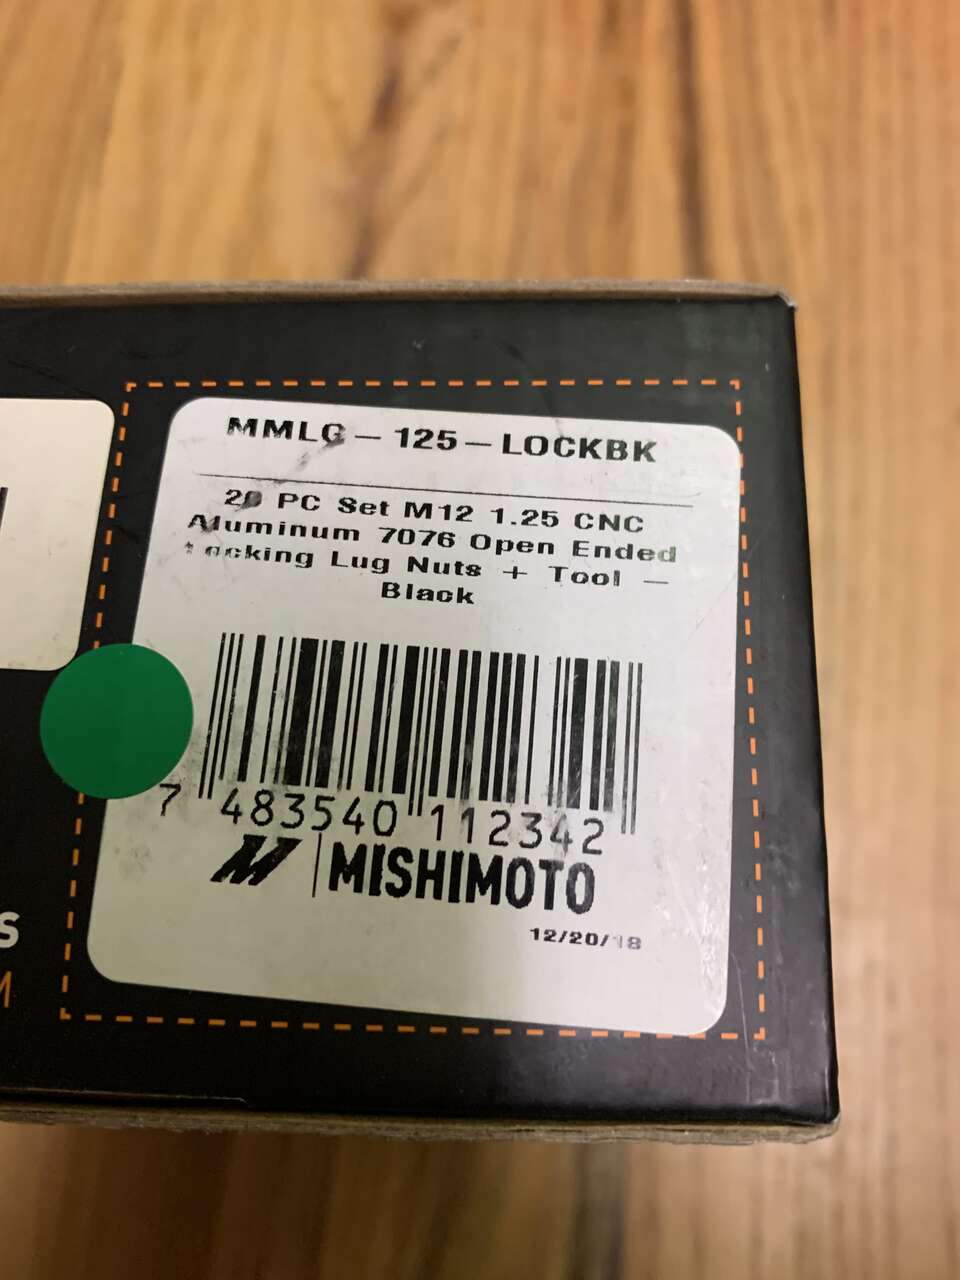 MMLG - 125 - LOCKBK
20 PC Set M12 1.25 CNC
Aluminum 7076 Open Ended
Locking Lug Nuts + Tool -
Black
7 483540 112342
MISHIMOTO
12/20/18
S
M